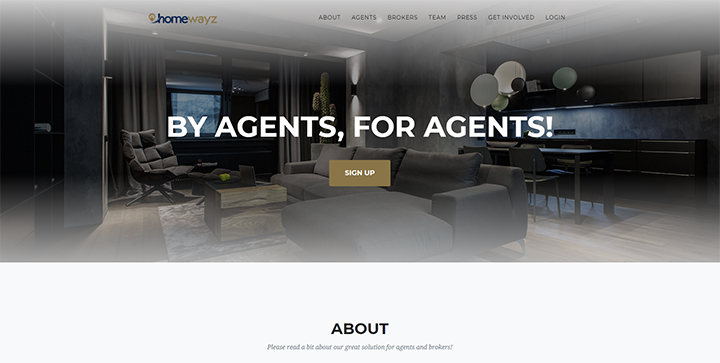 homewayz
ABOUT AGENTS BROKERS TEAM PRESS GET INVOLVED LOGIN
BY AGENTS, FOR AGENTS!
SIGN UP
ABOUT
Please read a bit about our great solution for agents and brokers!